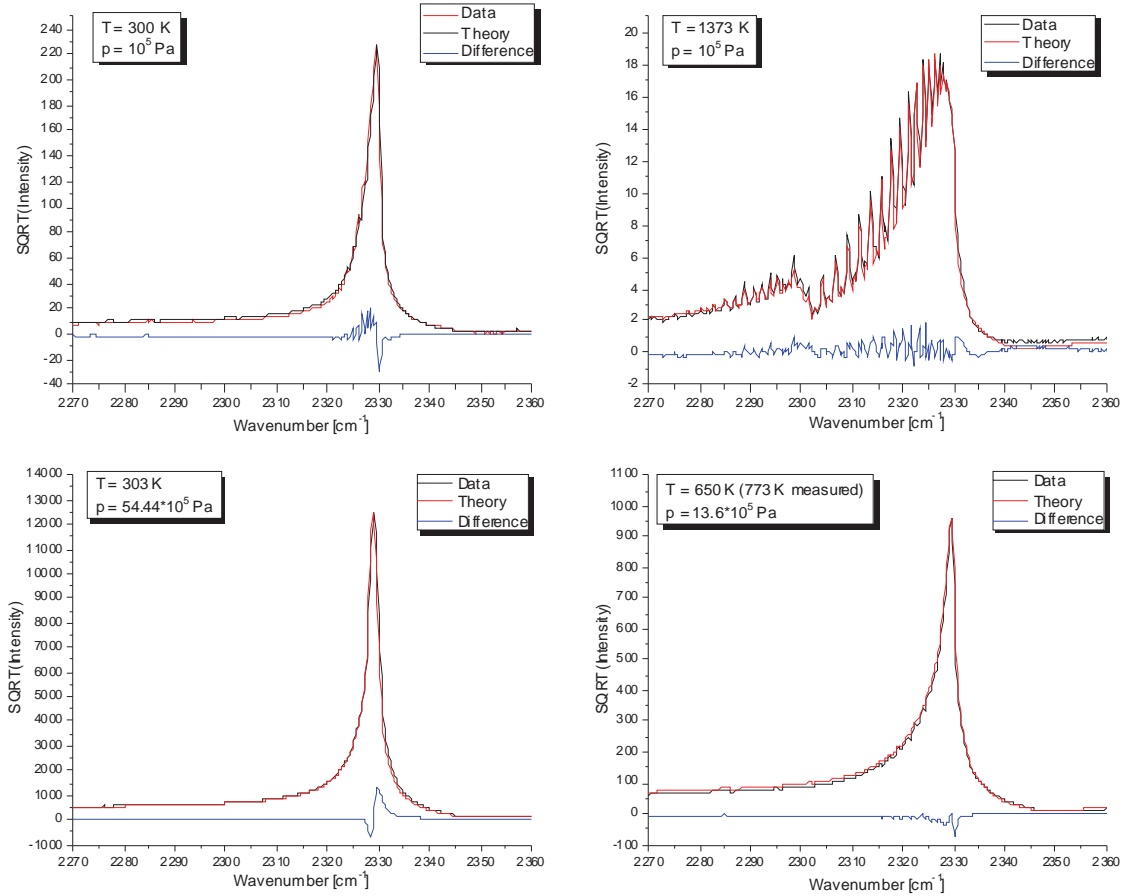 T = 300 K
p = 10⁵ Pa
Data
Theory
Difference
SQRT(Intensity)
240
220
200
180
160
140
120
100
80
60
40
20
0
-20
-40
2270 2280 2290 2300 2310 2320 2330 2340 2350 2360
Wavenumber [cm⁻¹]
T = 1373 K
p = 10⁵ Pa
Data
Theory
Difference
SQRT(Intensity)
20
18
16
14
12
10
8
6
4
2
0
-2
2270 2280 2290 2300 2310 2320 2330 2340 2350 2360
Wavenumber [cm⁻¹]
T = 303 K
p = 54.44*10⁵ Pa
Data
Theory
Difference
SQRT(Intensity)
14000
13000
12000
11000
10000
9000
8000
7000
6000
5000
4000
3000
2000
1000
0
-1000
2270 2280 2290 2300 2310 2320 2330 2340 2350 2360
Wavenumber [cm⁻¹]
T = 650 K (773 K measured)
p = 13.6*10⁵ Pa
Data
Theory
Difference
SQRT (Intensity)
1100
1000
900
800
700
600
500
400
300
200
100
0
-100
2270 2280 2290 2300 2310 2320 2330 2340 2350 2360
Wavenumber [cm⁻¹]